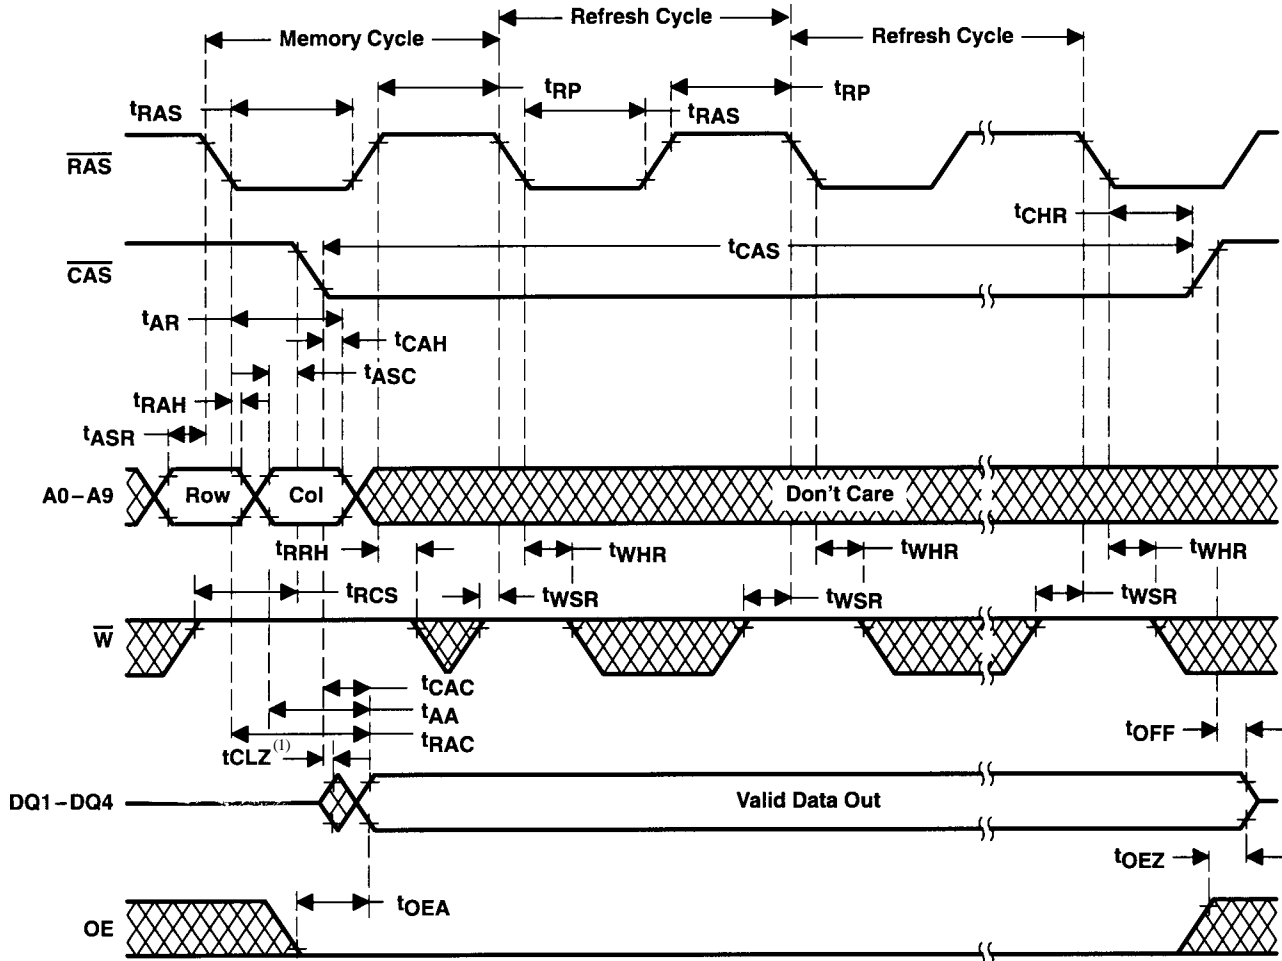 Refresh Cycle
Memory Cycle
Refresh Cycle
tRAS
tRP
tRAS
tRP
RAS
tCHR
tCAS
CAS
tAR
tCAH
tASC
tRAH
tASR
A0–A9
Row
Col
Don't Care
tRRH
tWHR
tWHR
tWHR
tRCS
tWSR
tWSR
tWSR
W
tCAC
tAA
tRAC
tOFF
tCLZ(1)
DQ1–DQ4
Valid Data Out
tOEZ
tOEA
OE